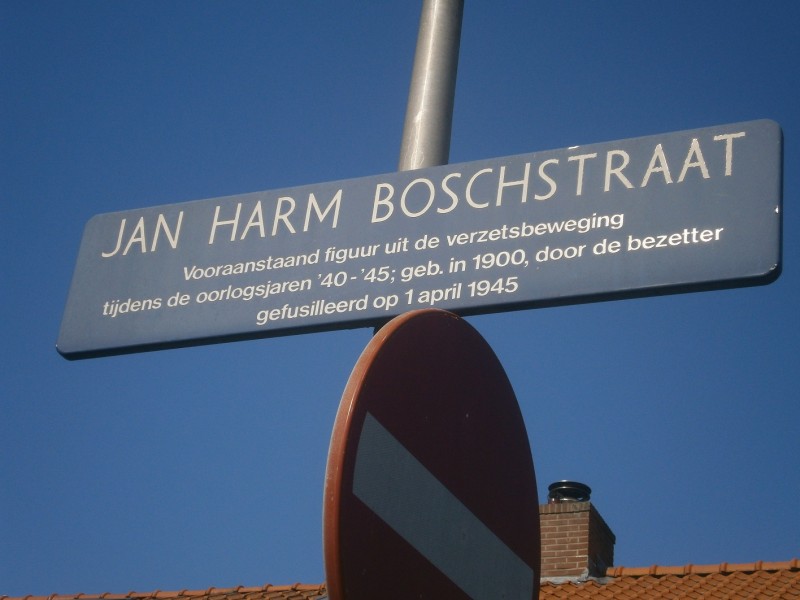 JAN HARM BOSCHSTRAAT
Vooraanstaand figuur uit de verzetsbeweging
tijdens de oorlogsjaren '40-'45; geb. in 1900, door de bezetter
gefusilleerd op 1 april 1945